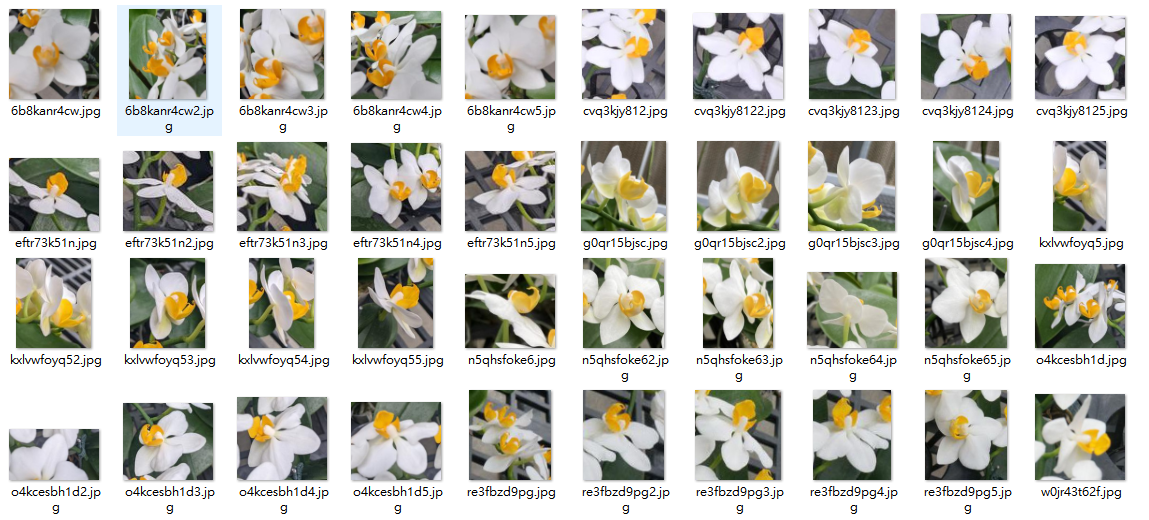 6b8kanr4cw.jpg
6b8kanr4cw2.jp
g
6b8kanr4cw3.jp
g
6b8kanr4cw4.jp
g
6b8kanr4cw5.jp
g
cvq3kjy812.jpg
cvq3kjy8122.jpg
cvq3kjy8123.jpg
cvq3kjy8124.jpg
cvq3kjy8125.jpg
eftr73k51n.jpg
eftr73k51n2.jpg
eftr73k51n3.jpg
eftr73k51n4.jpg
eftr73k51n5.jpg
g0qr15bjsc.jpg
g0qr15bjsc2.jpg
g0qr15bjsc3.jpg
g0qr15bjsc4.jpg
kxlvwfoyq5.jpg
kxlvwfoyq52.jpg
kxlvwfoyq53.jpg
kxlvwfoyq54.jpg
kxlvwfoyq55.jpg
n5qhsfoke6.jpg
n5qhsfoke62.jp
g
n5qhsfoke63.jp
g
n5qhsfoke64.jp
g
n5qhsfoke65.jp
g
o4kcesbh1d.jpg
o4kcesbh1d2.jp
g
o4kcesbh1d3.jp
g
o4kcesbh1d4.jp
g
o4kcesbh1d5.jp
g
re3fbzd9pg.jpg
re3fbzd9pg2.jp
g
re3fbzd9pg3.jp
g
re3fbzd9pg4.jp
g
re3fbzd9pg5.jp
g
w0jr43t62f.jpg